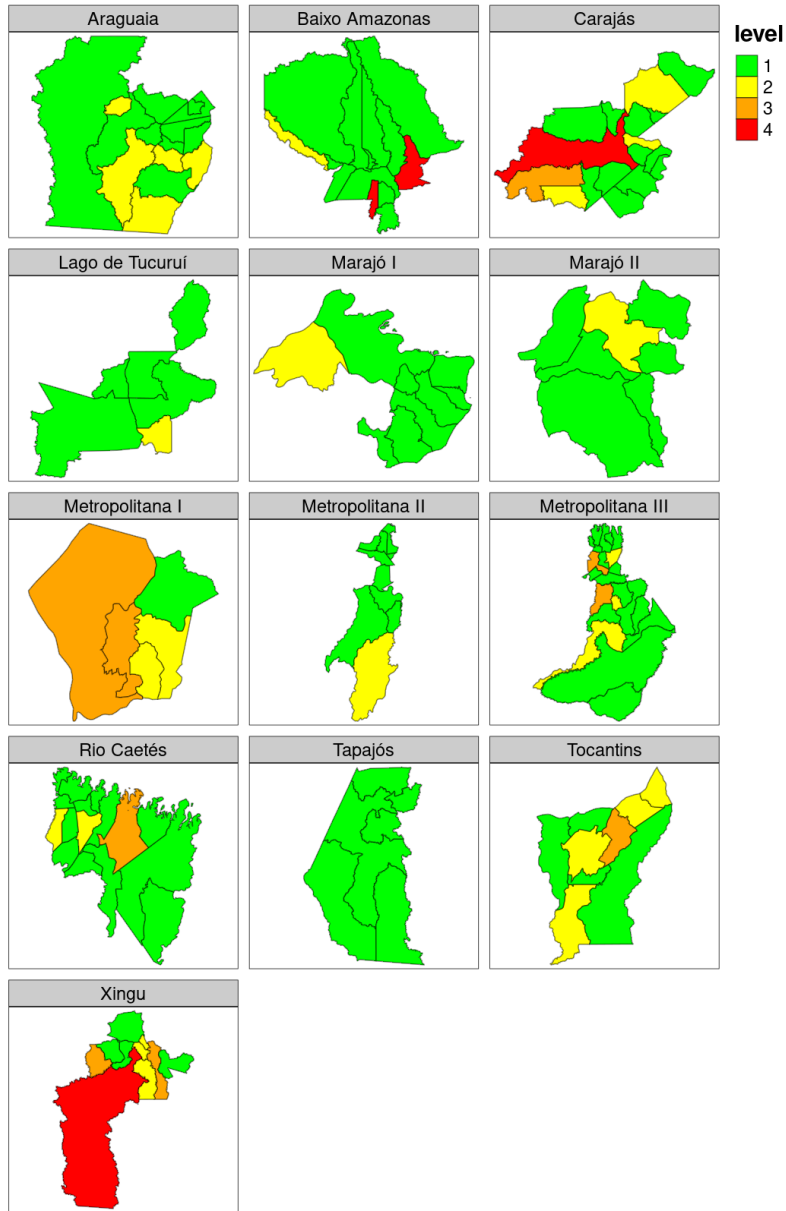 Araguaia
Baixo Amazonas
Carajás
level
1
2
3
4
Lago de Tucuruí
Marajó I
Marajó II
Metropolitana I
Metropolitana II
Metropolitana III
Rio Caetés
Tapajós
Tocantins
Xingu